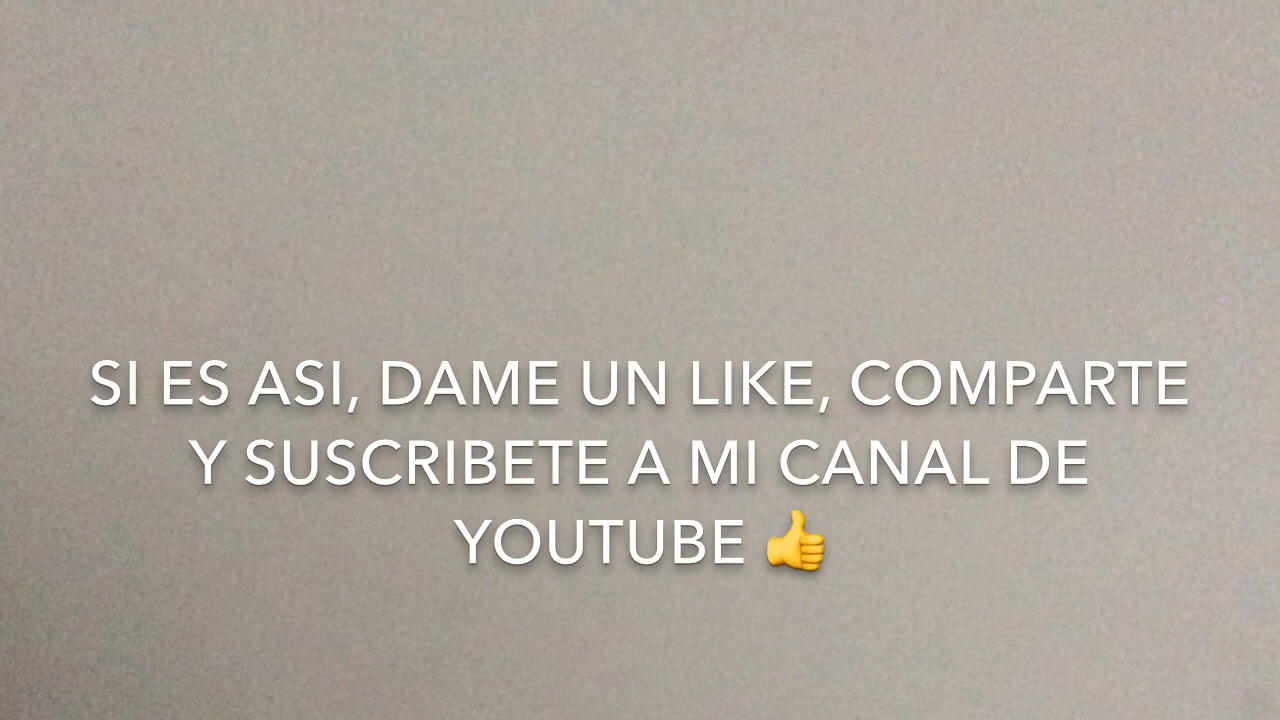 SI ES ASI, DAME UN LIKE, COMPARTE
Y SUSCRIBETE A MI CANAL DE
YOUTUBE 👍